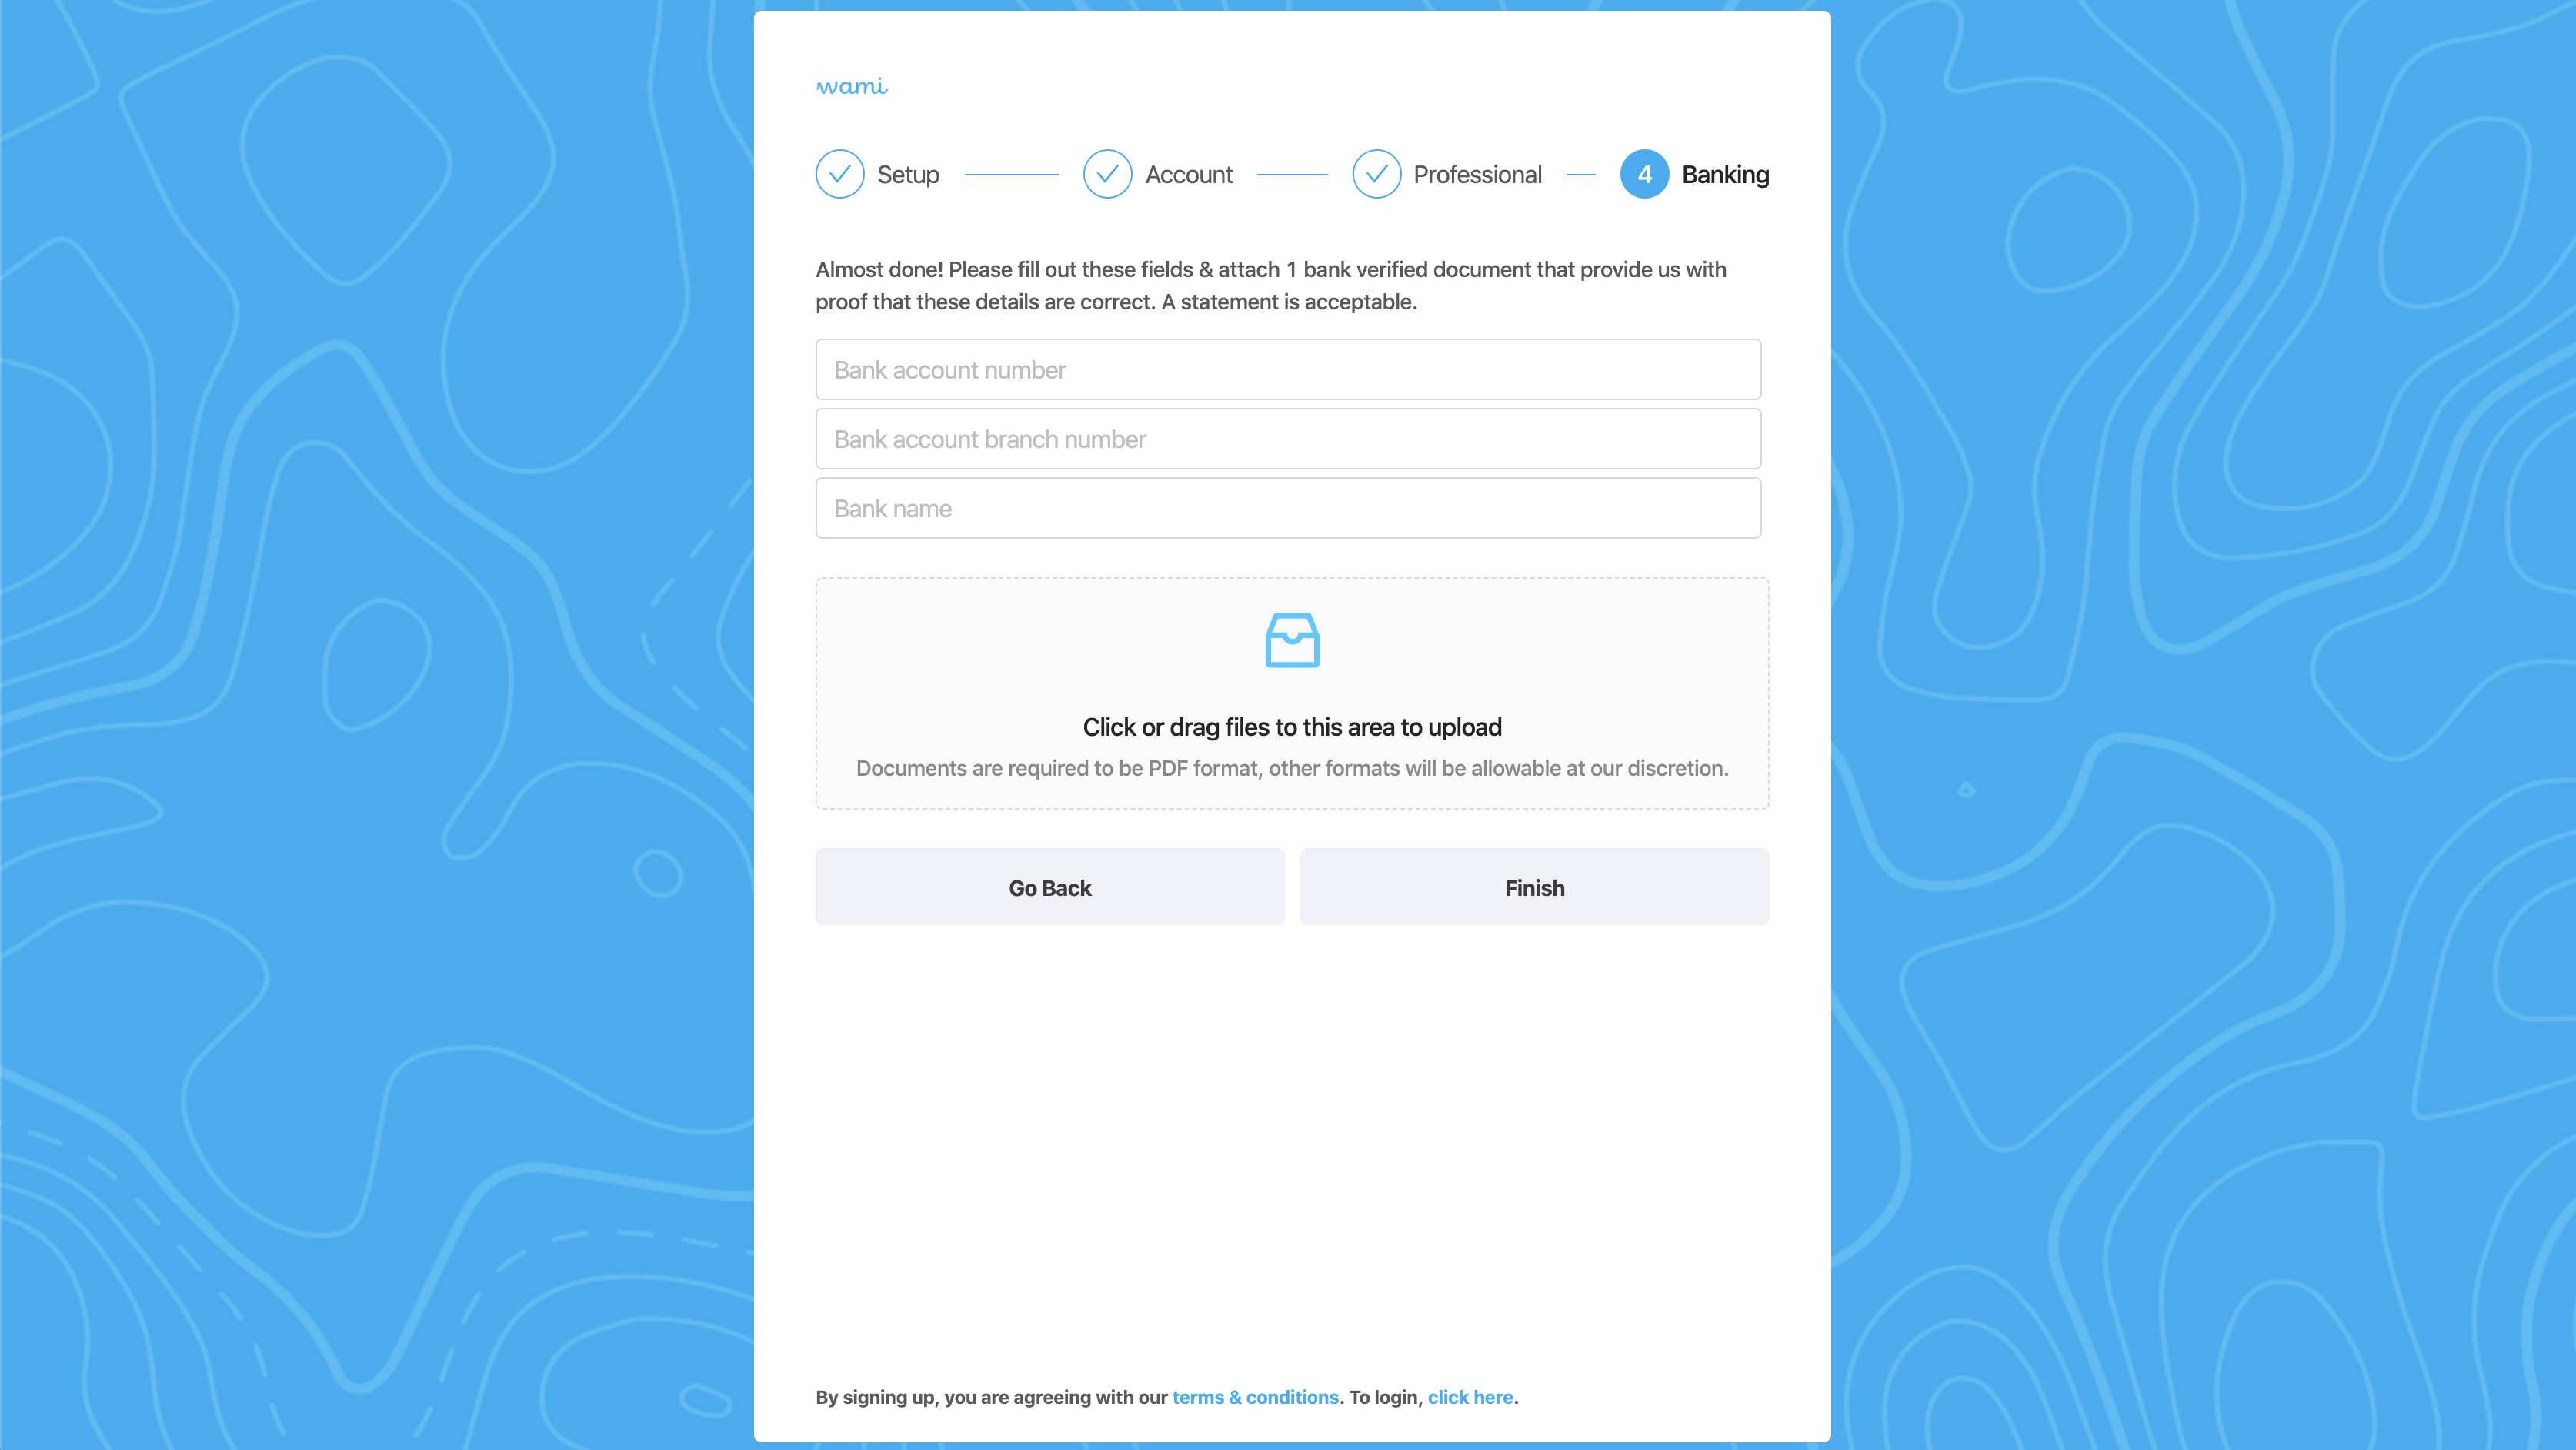 wami
Setup
Account
Professional
4 Banking
Almost done! Please fill out these fields & attach 1 bank verified document that provide us with
proof that these details are correct. A statement is acceptable.
Bank account number
Bank account branch number
Bank name
Click or drag files to this area to upload
Documents are required to be PDF format, other formats will be allowable at our discretion.
Go Back
Finish
By signing up, you are agreeing with our terms & conditions. To login, click here.